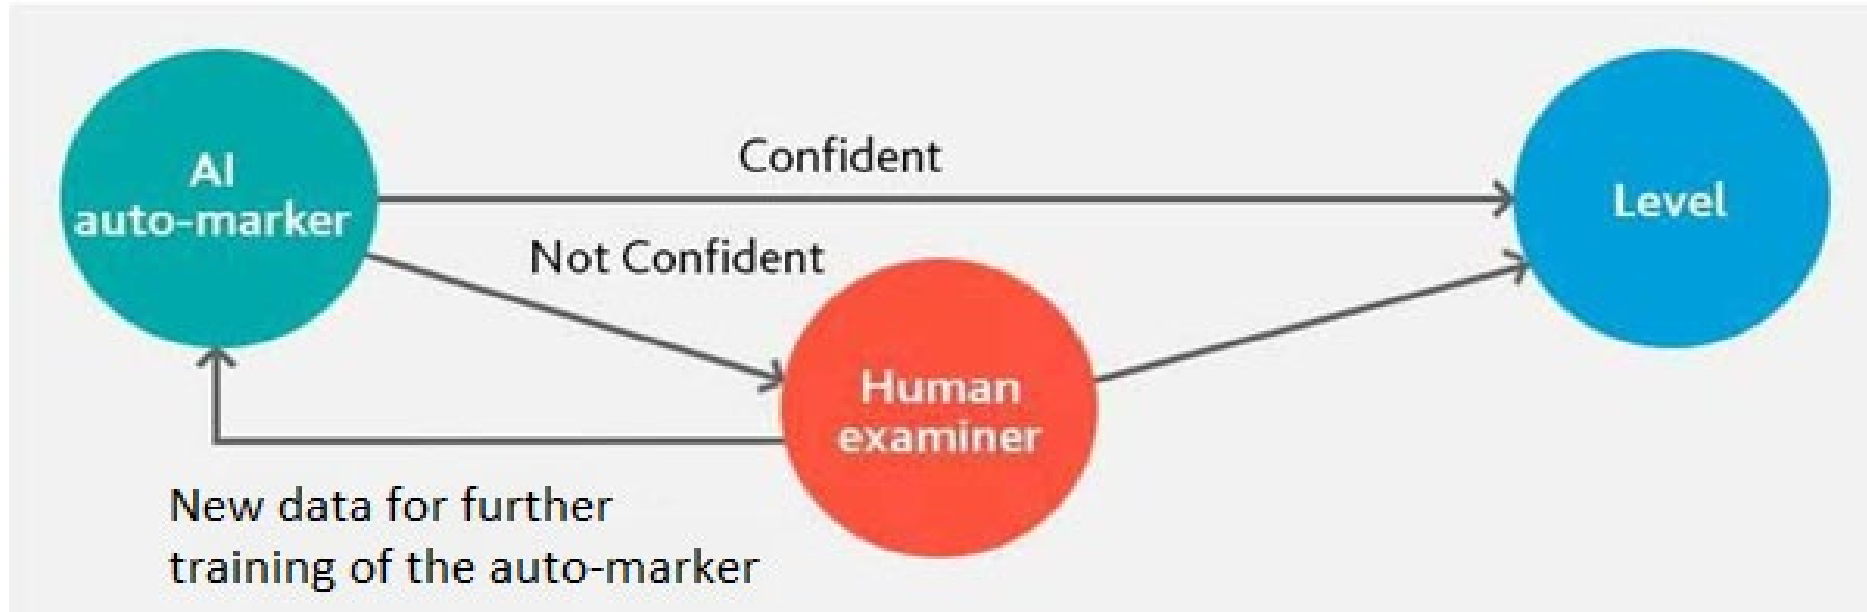 AI
auto-marker
Confident
Level
Not Confident
Human
examiner
New data for further
training of the auto-marker